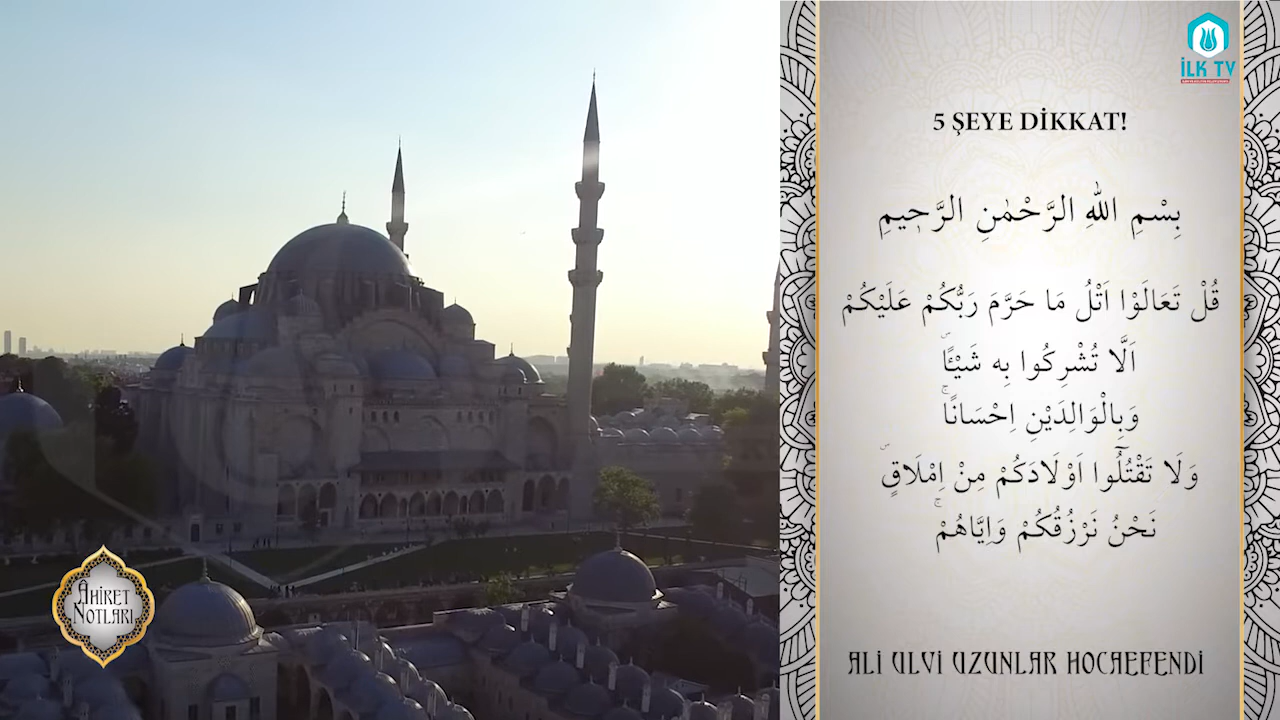 İLK TV
5 ŞEYE DİKKAT!
بِسْمِ اللّٰهِ الرَّحْمٰنِ الرَّح۪يمِ
قُلْ تَعَالَوْا اَتْلُ مَا حَرَّمَ رَبُّكُمْ عَلَيْكُمْ
اَلَّا تُشْرِكُوا بِه۪ شَيْـًٔاۜ
وَبِالْوَالِدَيْنِ اِحْسَانًاۚ
وَلَا تَقْتُلُٓوا اَوْلَادَكُمْ مِنْ اِمْلَاقٍۜ
نَحْنُ نَرْزُقُكُمْ وَاِيَّاهُمْۚ
ALİ ULVİ UZUNLAR HOCAEFENDİ
ÂHİRET
NOTLARI